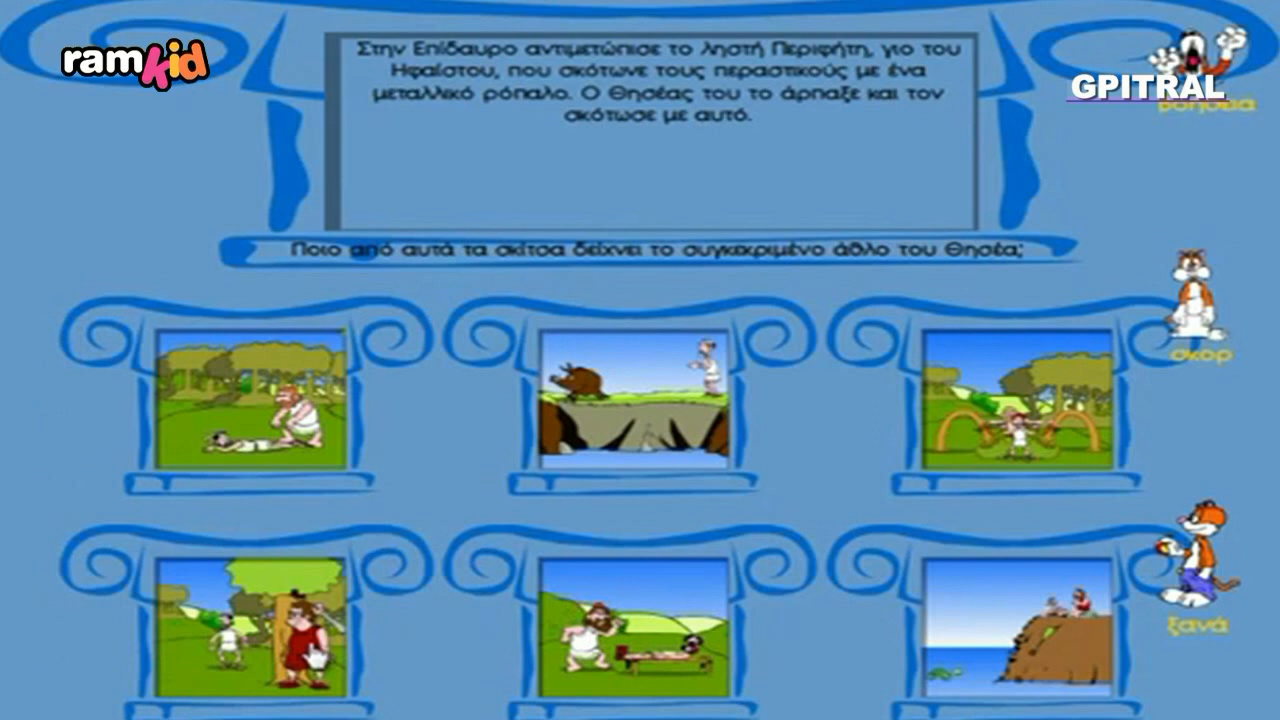 ramkid
Στην Επίδαυρο αντιμετώπισε το ληστή Περιφήτη, γιο του
Ηφαίστου, που σκότωνε τους περαστικούς με ένα
μεταλλικό ρόπαλο. Ο Θησέας του το άρπαξε και τον
σκότωσε με αυτό.
GPITRAL
βοήθεια
Ποιο από αυτά τα σκίτσα δείχνει το συγκεκριμένο άθλο του Θησέα;
σκορ
ξανά